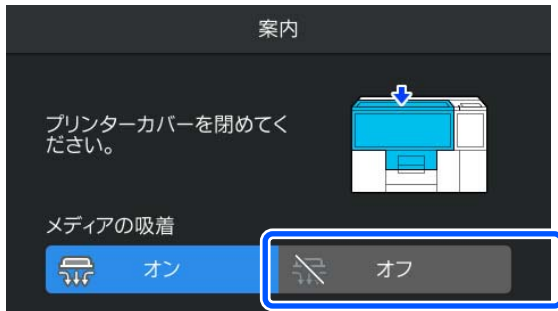 案内
プリンターカバーを閉めてく
ださい。
メディアの吸着
オン
オフ